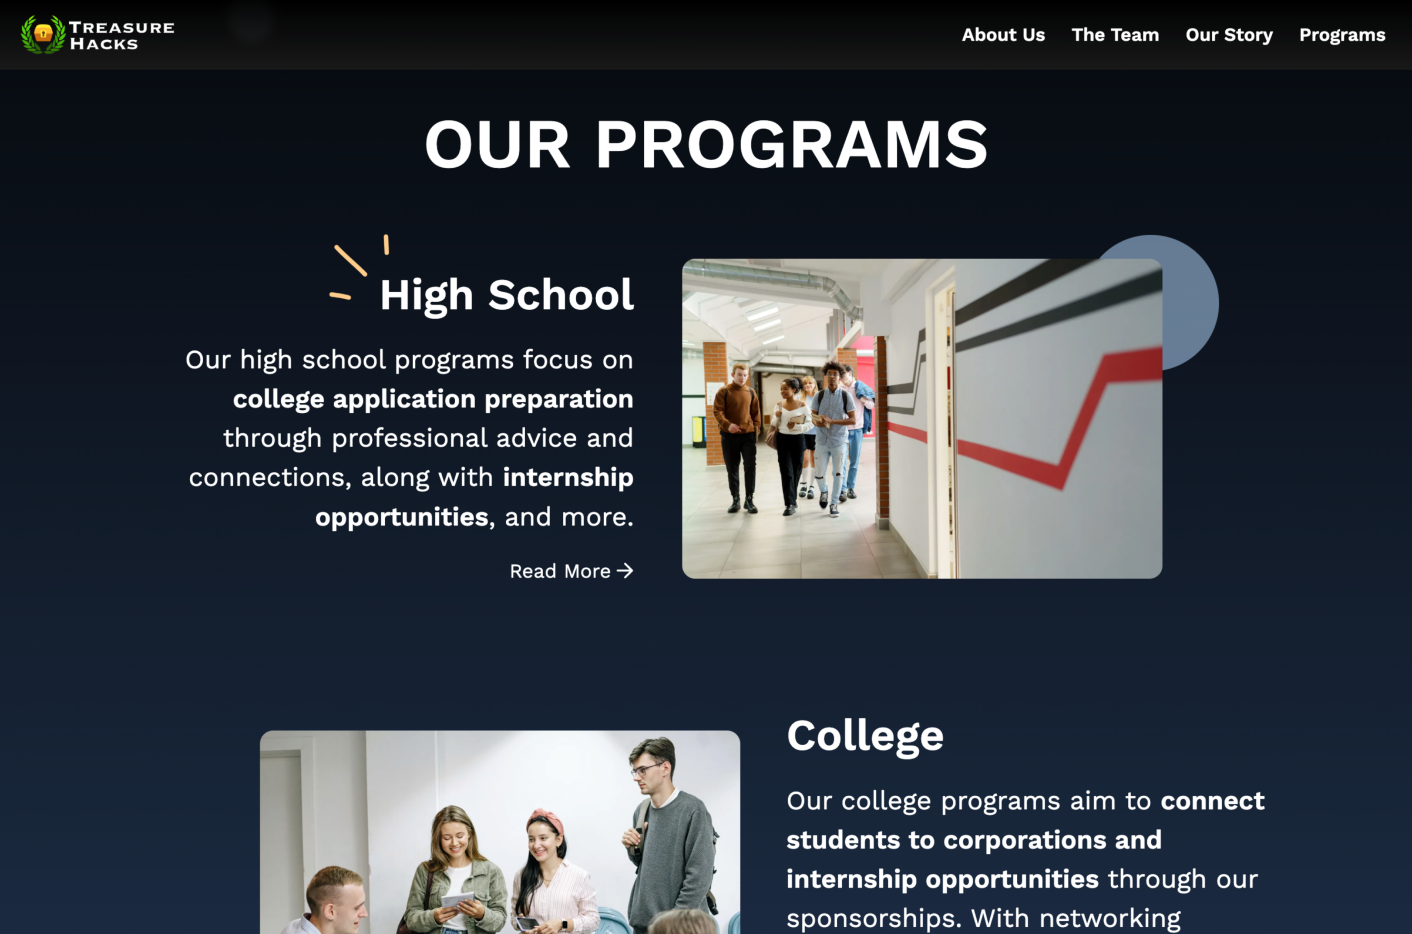 TREASURE
HACKS
About Us The Team Our Story Programs
OUR PROGRAMS
High School
Our high school programs focus on
college application preparation
through professional advice and
connections, along with internship
opportunities, and more.
Read More →
College
Our college programs aim to connect
students to corporations and
internship opportunities through our
sponsorships. With networking